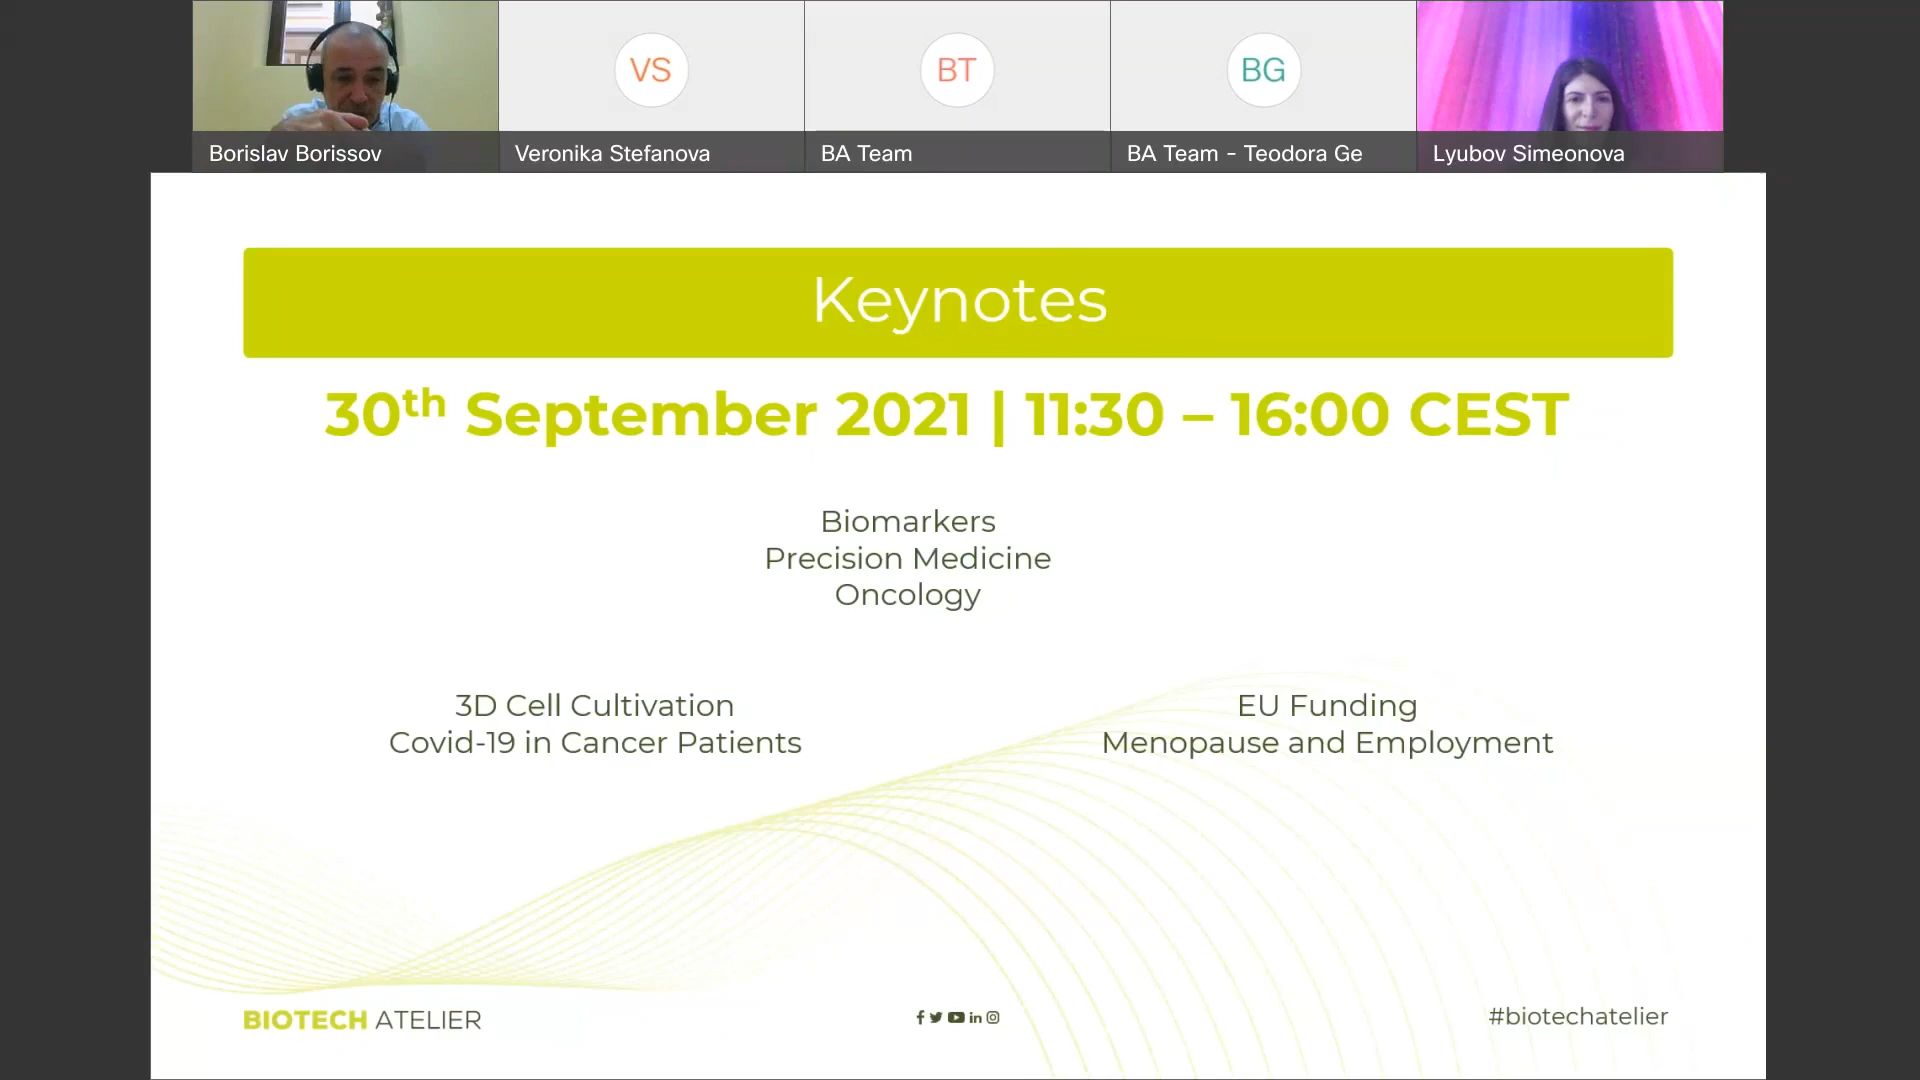 VS
BT
BG
Borislav Borissov
Veronika Stefanova
BA Team
BA Team - Teodora Ge
Lyubov Simeonova
Keynotes
30th September 2021 | 11:30 – 16:00 CEST
Biomarkers
Precision Medicine
Oncology
3D Cell Cultivation
Covid-19 in Cancer Patients
EU Funding
Menopause and Employment
BIOTECH ATELIER
#biotechatelier